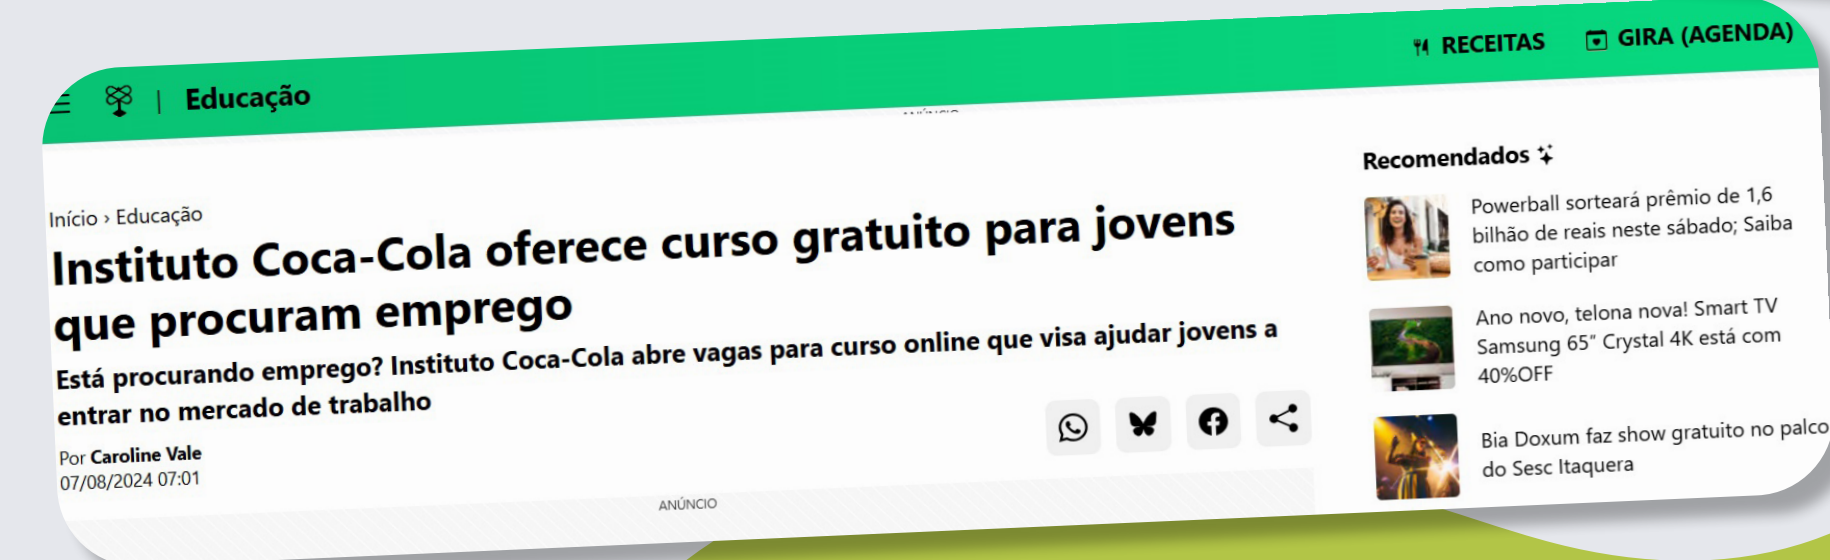 | Educação
RECEITAS
GIRA (AGENDA)
ANÚNCIO
Início › Educação
Instituto Coca-Cola oferece curso gratuito para jovens
que procuram emprego
Está procurando emprego? Instituto Coca-Cola abre vagas para curso online que visa ajudar jovens a
entrar no mercado de trabalho
Por Caroline Vale
07/08/2024 07:01
ANÚNCIO
Recomendados
Powerball sorteará prêmio de 1,6
bilhão de reais neste sábado; Saiba
como participar
Ano novo, telona nova! Smart TV
Samsung 65” Crystal 4K está com
40%OFF
Bia Doxum faz show gratuito no palco
do Sesc Itaquera